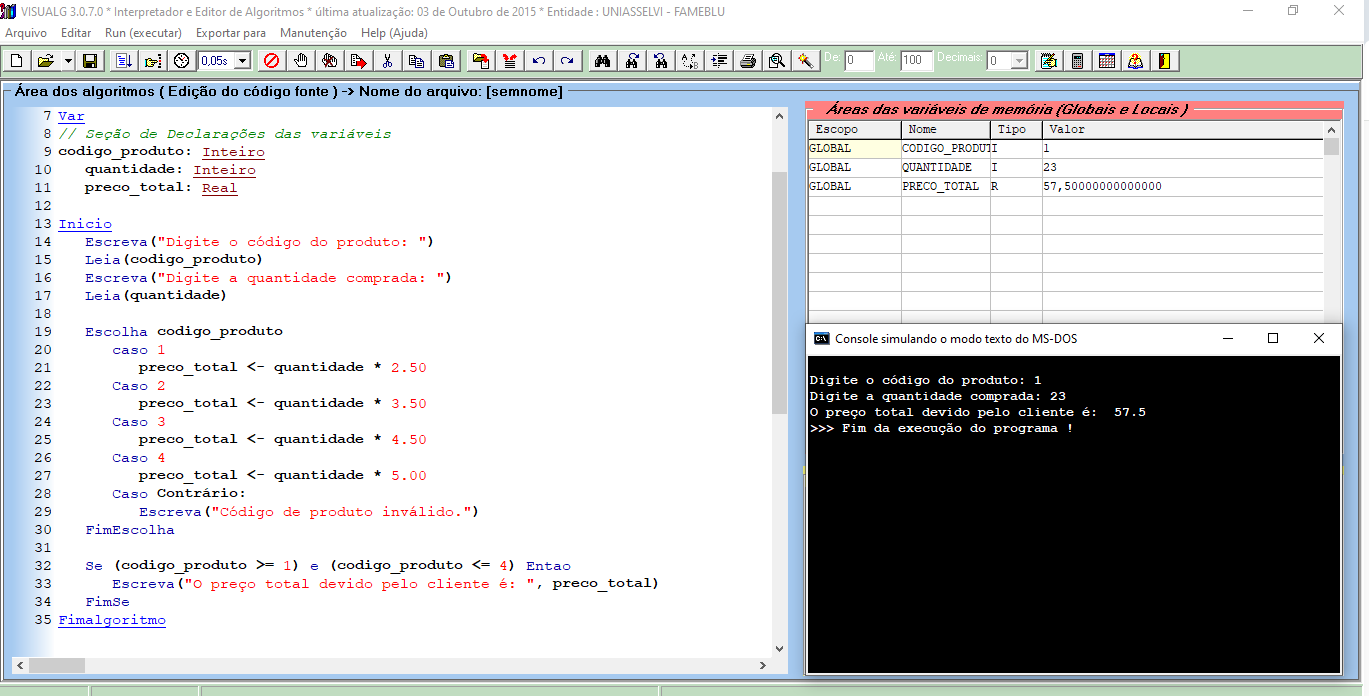 VISUALG 3.0.7.0 * Interpretador e Editor de Algoritmos * última atualização: 03 de Outubro de 2015 * Entidade : UNIASSELVI - FAMEBLU
Arquivo Editar Run (executar) Exportar para Manutenção Help (Ajuda)
0,05s De: 0 Até: 100 Decimais: 0
Área dos algoritmos ( Edição do código fonte ) -> Nome do arquivo: [semnome]
7 Var
8 // Seção de Declarações das variáveis
9 codigo_produto: Inteiro
10 quantidade: Inteiro
11 preco_total: Real
12
13 Inicio
14 Escreva("Digite o código do produto: ")
15 Leia(codigo_produto)
16 Escreva("Digite a quantidade comprada: ")
17 Leia(quantidade)
18
19 Escolha codigo_produto
20 caso 1
21 preco_total <- quantidade * 2.50
22 Caso 2
23 preco_total <- quantidade * 3.50
24 Caso 3
25 preco_total <- quantidade * 4.50
26 Caso 4
27 preco_total <- quantidade * 5.00
28 Caso Contrário:
29 Escreva("Código de produto inválido.")
30 FimEscolha
31
32 Se (codigo_produto >= 1) e (codigo_produto <= 4) Entao
33 Escreva("O preço total devido pelo cliente é: ", preco_total)
34 FimSe
35 Fimalgoritmo
Áreas das variáveis de memória (Globais e Locais )
Escopo Nome Tipo Valor
GLOBAL CODIGO_PRODUT I 1
GLOBAL QUANTIDADE I 23
GLOBAL PRECO_TOTAL R 57,50000000000000
Console simulando o modo texto do MS-DOS
Digite o código do produto: 1
Digite a quantidade comprada: 23
O preço total devido pelo cliente é: 57.5
>>> Fim da execução do programa !